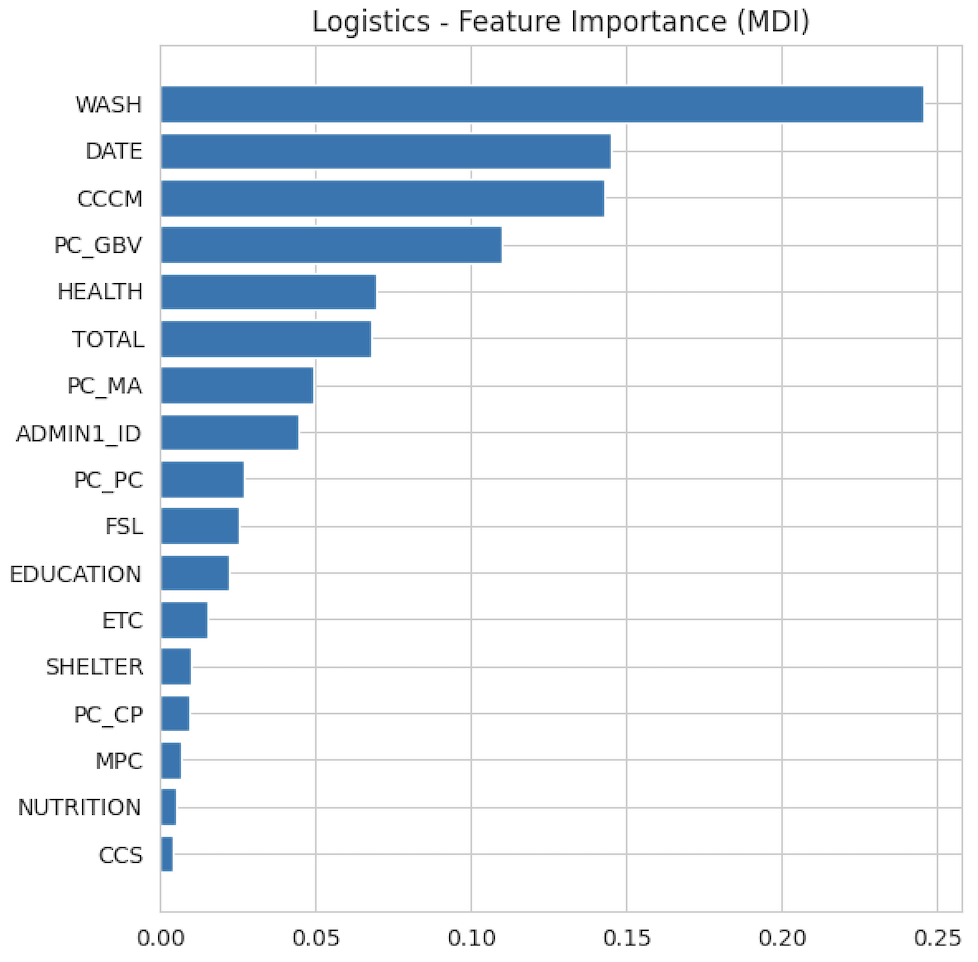 Logistics - Feature Importance (MDI)
WASH
DATE
CCCM
PC_GBV
HEALTH
TOTAL
PC_MA
ADMIN1_ID
PC_PC
FSL
EDUCATION
ETC
SHELTER
PC_CP
MPC
NUTRITION
CCS
0.00 0.05 0.10 0.15 0.20 0.25